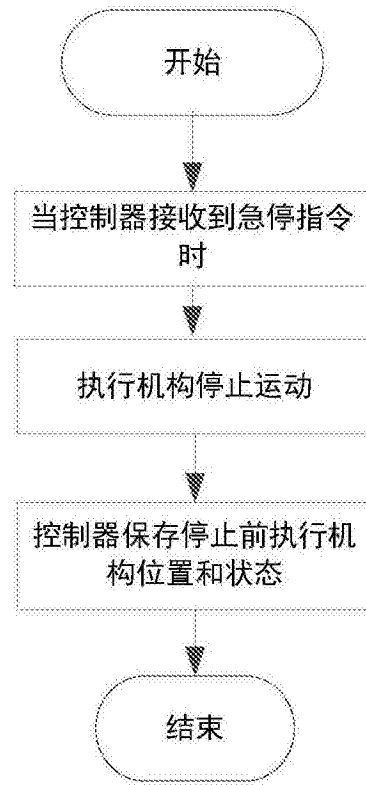 开始
当控制器接收到急停指令
时
执行机构停止运动
控制器保存停止前执行机
构位置和状态
结束